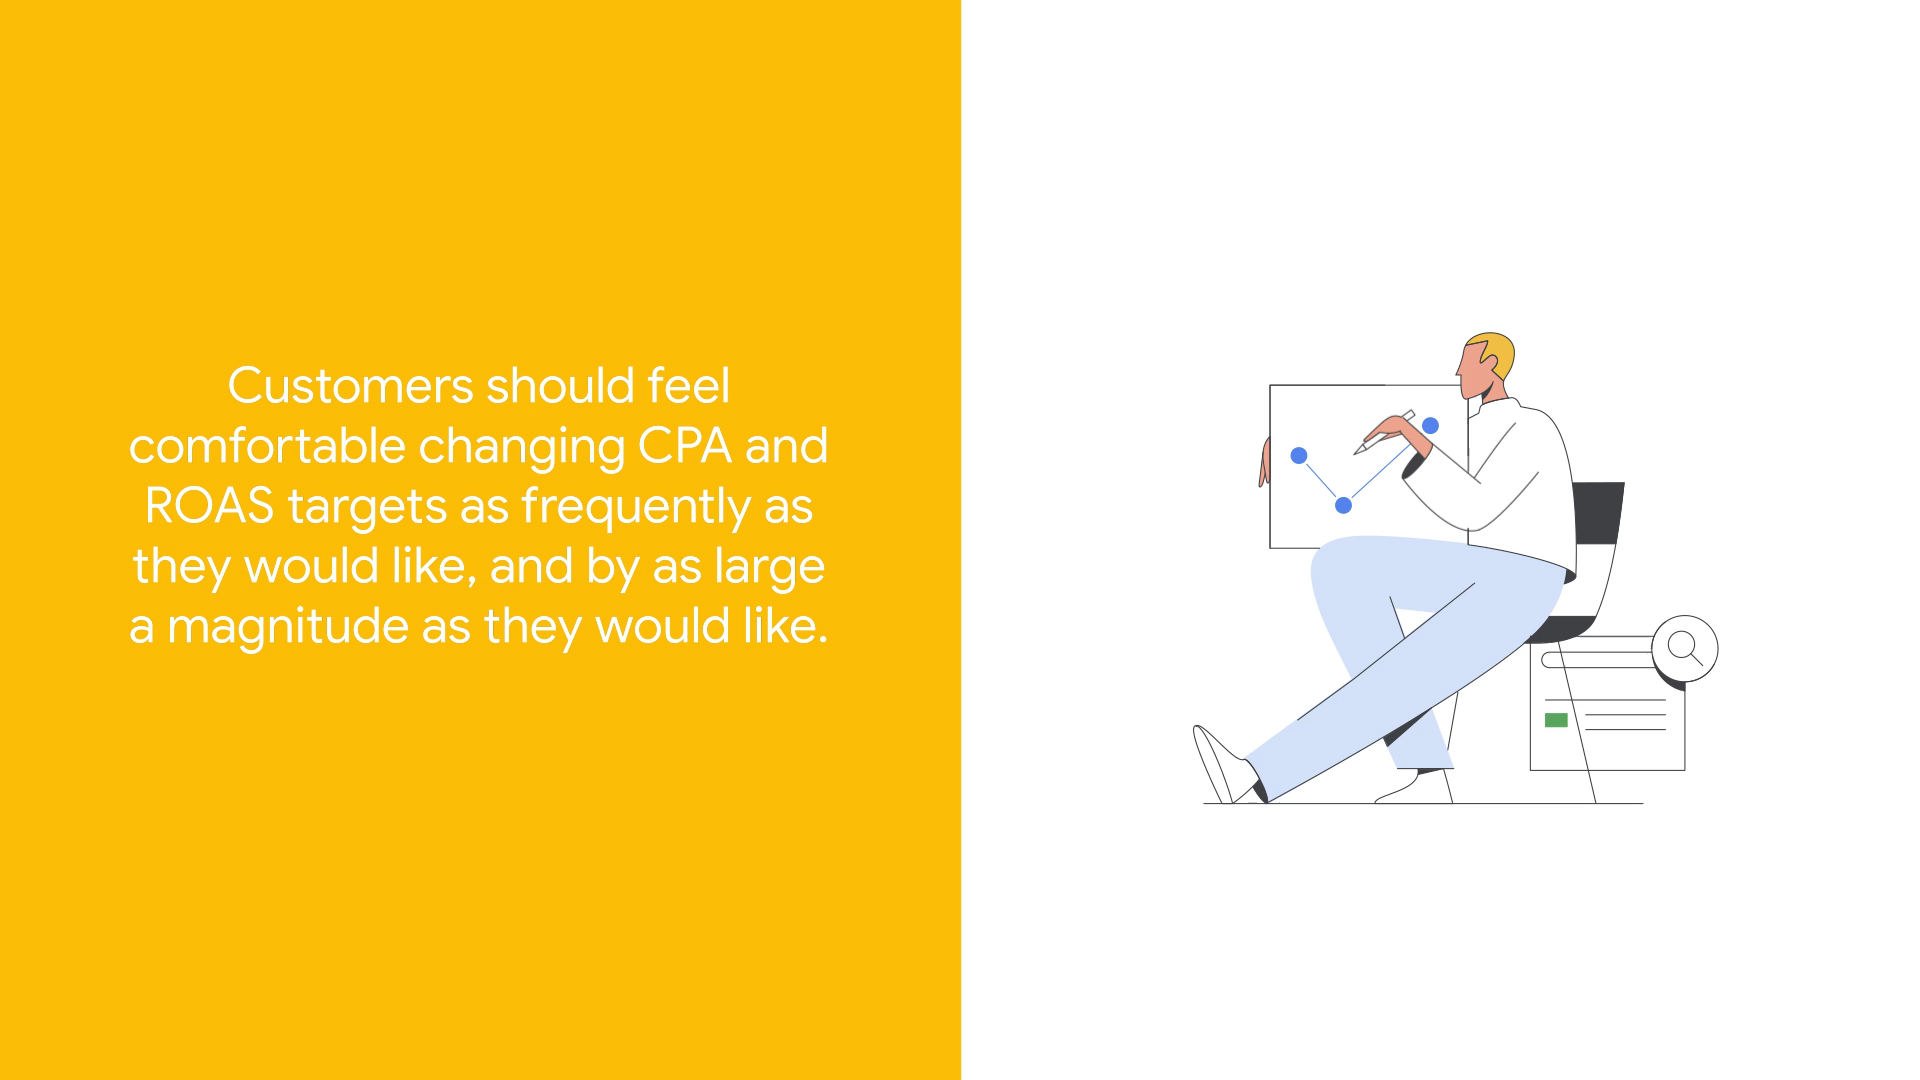 Customers should feel
comfortable changing CPA and
ROAS targets as frequently as
they would like, and by as large
a magnitude as they would like.